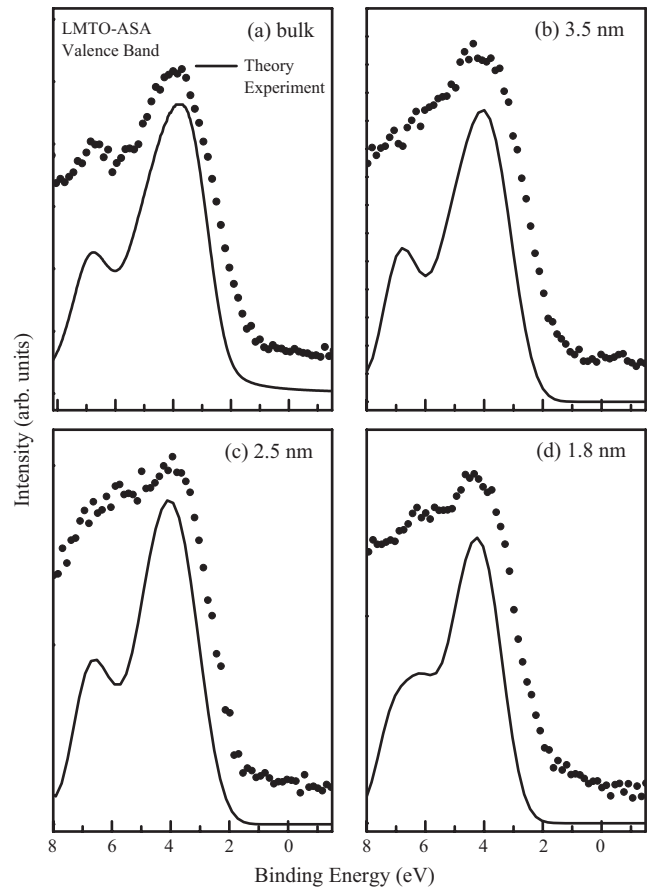 LMTO-ASA
Valence Band
(a) bulk
Theory
Experiment
(b) 3.5 nm
(c) 2.5 nm
(d) 1.8 nm
8 6 4 2 0
8 6 4 2 0
Intensity (arb. units)
Binding Energy (eV)